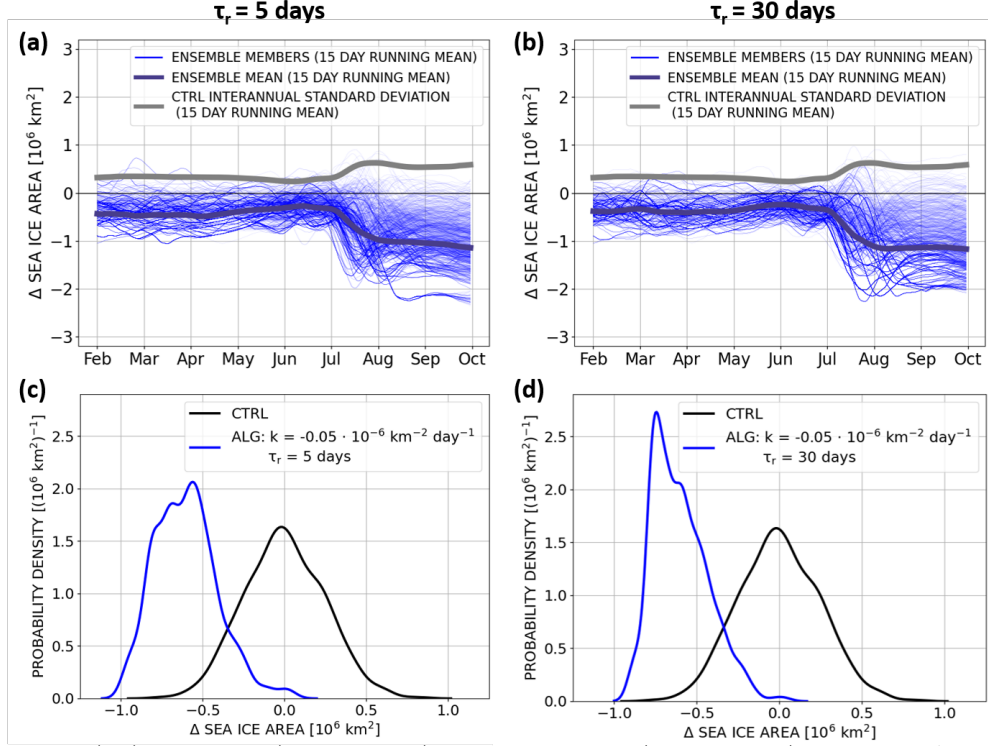 τr = 5 days
τr = 30 days
(a)
ENSEMBLE MEMBERS (15 DAY RUNNING MEAN)
ENSEMBLE MEAN (15 DAY RUNNING MEAN)
CTRL INTERANNUAL STANDARD DEVIATION
(15 DAY RUNNING MEAN)
Δ SEA ICE AREA [10⁶ km²]
3
2
1
0
−1
−2
−3
Feb Mar Apr May Jun Jul Aug Sep Oct
(b)
ENSEMBLE MEMBERS (15 DAY RUNNING MEAN)
ENSEMBLE MEAN (15 DAY RUNNING MEAN)
CTRL INTERANNUAL STANDARD DEVIATION
(15 DAY RUNNING MEAN)
Δ SEA ICE AREA [10⁶ km²]
3
2
1
0
−1
−2
−3
Feb Mar Apr May Jun Jul Aug Sep Oct
(c)
CTRL
ALG: k = -0.05 · 10⁻⁶ km⁻² day⁻¹
τr = 5 days
PROBABILITY DENSITY [(10⁶ km²)⁻¹]
2.5
2.0
1.5
1.0
0.5
0.0
−1.0 −0.5 0.0 0.5 1.0
Δ SEA ICE AREA [10⁶ km²]
(d)
CTRL
ALG: k = -0.05 · 10⁻⁶ km⁻² day⁻¹
τr = 30 days
PROBABILITY DENSITY [(10⁶ km²)⁻¹]
2.5
2.0
1.5
1.0
0.5
0.0
−1.0 −0.5 0.0 0.5 1.0
Δ SEA ICE AREA [10⁶ km²]